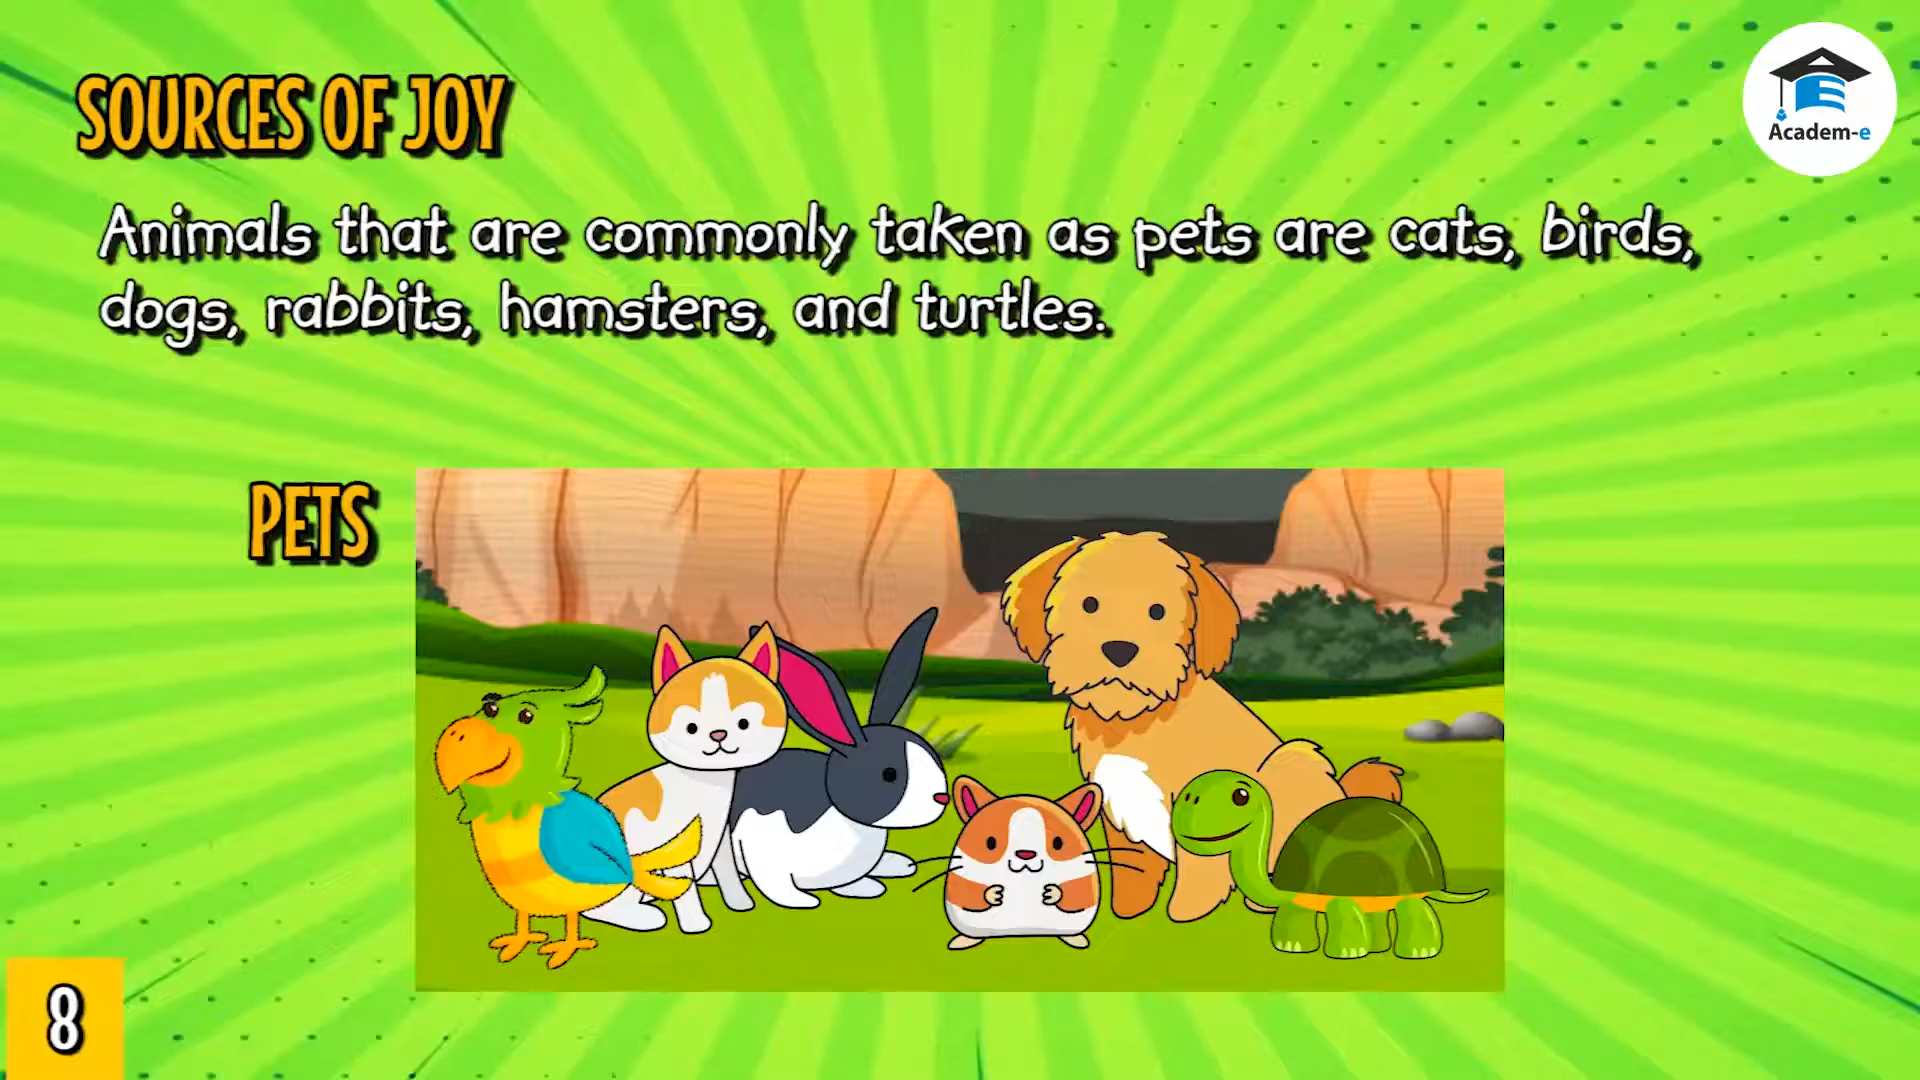 SOURCES OF JOY
Academ-e
Animals that are commonly taken as pets are cats, birds,
dogs, rabbits, hamsters, and turtles.
PETS
8